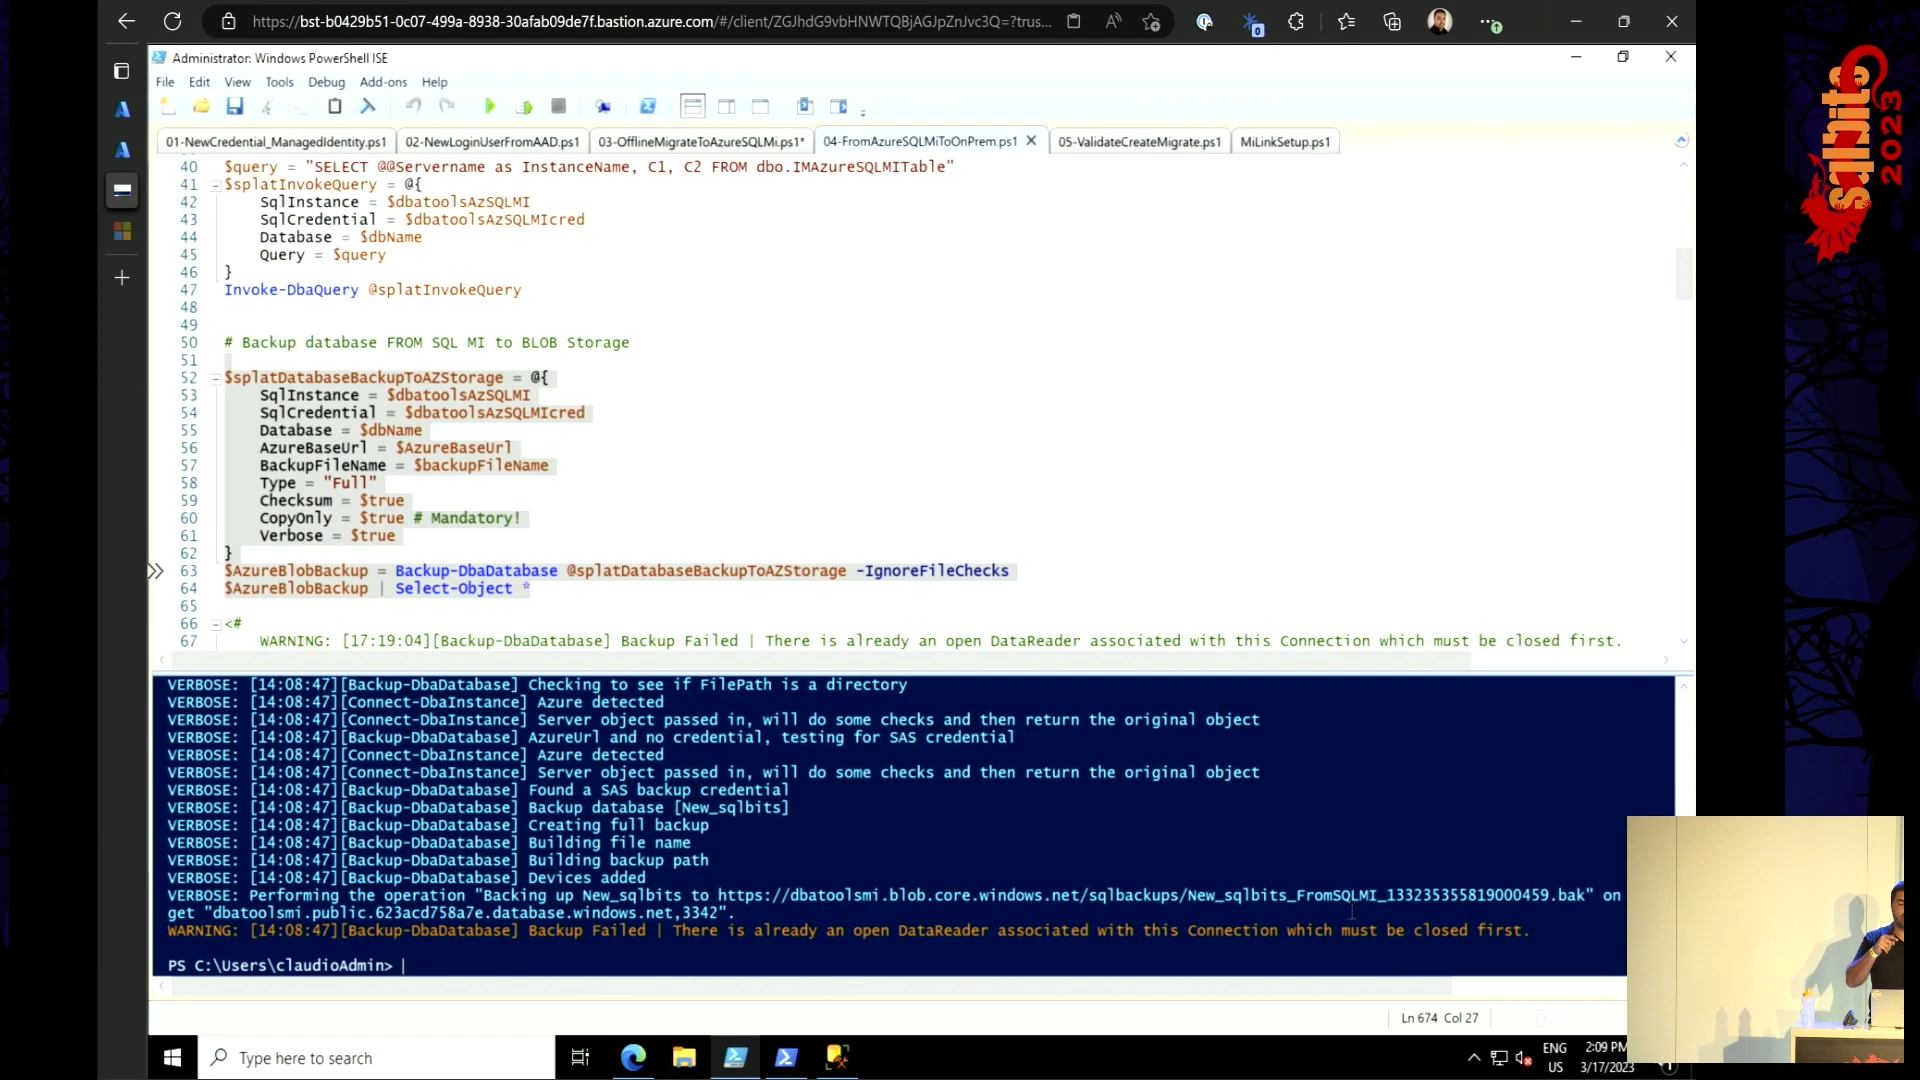 https://bst-b0429b51-0c07-499a-8938-30afab09de7f.bastion.azure.com/#/client/ZGJhdG9vbHNWTQBjAGJpZnJvc3Q=?trus...
Administrator: Windows PowerShell ISE
File Edit View Tools Debug Add-ons Help
01-NewCredential_ManagedIdentity.ps1 02-NewLoginUserFromAAD.ps1 03-OfflineMigrateToAzureSQLMi.ps1* 04-FromAzureSQLMiToOnPrem.ps1 05-ValidateCreateMigrate.ps1 MiLinkSetup.ps1
40 $query = "SELECT @@Servername as InstanceName, C1, C2 FROM dbo.IMAzureSQLMITable"
41 $splatInvokeQuery = @{
42 SqlInstance = $dbatoolsAzSQLMI
43 SqlCredential = $dbatoolsAzSQLMIcred
44 Database = $dbName
45 Query = $query
46 }
47 Invoke-DbaQuery @splatInvokeQuery
48
49
50 # Backup database FROM SQL MI to BLOB Storage
51
52 $splatDatabaseBackupToAZStorage = @{
53 SqlInstance = $dbatoolsAzSQLMI
54 SqlCredential = $dbatoolsAzSQLMIcred
55 Database = $dbName
56 AzureBaseUrl = $AzureBaseUrl
57 BackupFileName = $backupFileName
58 Type = "Full"
59 Checksum = $true
60 CopyOnly = $true # Mandatory!
61 Verbose = $true
62 }
63 $AzureBlobBackup = Backup-DbaDatabase @splatDatabaseBackupToAZStorage -IgnoreFileChecks
64 $AzureBlobBackup | Select-Object *
65
66 <#
67 WARNING: [17:19:04][Backup-DbaDatabase] Backup Failed | There is already an open DataReader associated with this Connection which must be closed first.
VERBOSE: [14:08:47][Backup-DbaDatabase] Checking to see if FilePath is a directory
VERBOSE: [14:08:47][Connect-DbaInstance] Azure detected
VERBOSE: [14:08:47][Connect-DbaInstance] Server object passed in, will do some checks and then return the original object
VERBOSE: [14:08:47][Backup-DbaDatabase] AzureUrl and no credential, testing for SAS credential
VERBOSE: [14:08:47][Connect-DbaInstance] Azure detected
VERBOSE: [14:08:47][Connect-DbaInstance] Server object passed in, will do some checks and then return the original object
VERBOSE: [14:08:47][Backup-DbaDatabase] Found a SAS backup credential
VERBOSE: [14:08:47][Backup-DbaDatabase] Backup database [New_sqlbits]
VERBOSE: [14:08:47][Backup-DbaDatabase] Creating full backup
VERBOSE: [14:08:47][Backup-DbaDatabase] Building file name
VERBOSE: [14:08:47][Backup-DbaDatabase] Building backup path
VERBOSE: [14:08:47][Backup-DbaDatabase] Devices added
VERBOSE: Performing the operation "Backing up New_sqlbits to https://dbatoolsmi.blob.core.windows.net/sqlbackups/New_sqlbits_FromSQLMI_133235355819000459.bak" on
get "dbatoolsmi.public.623acd758a7e.database.windows.net,3342".
WARNING: [14:08:47][Backup-DbaDatabase] Backup Failed | There is already an open DataReader associated with this Connection which must be closed first.
PS C:\Users\claudioAdmin>
Ln 674 Col 27
Type here to search
ENG
US
2:09 PM
3/17/2023
sqlbits
2023